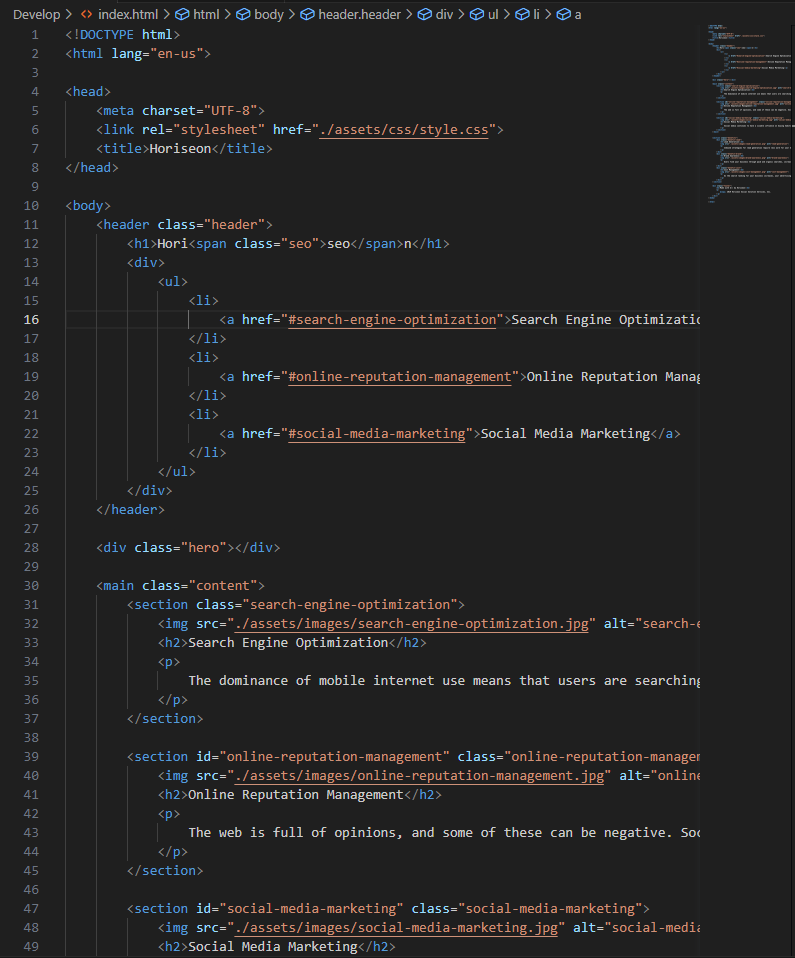 Develop > index.html > html > body > header.header > div > ul > li > a
1 <!DOCTYPE html>
2 <html lang="en-us">
3
4 <head>
5 <meta charset="UTF-8">
6 <link rel="stylesheet" href="./assets/css/style.css">
7 <title>Horiseon</title>
8 </head>
9
10 <body>
11 <header class="header">
12 <h1>Hori<span class="seo">seo</span>n</h1>
13 <div>
14 <ul>
15 <li>
16 <a href="#search-engine-optimization">Search Engine Optimizatio
17 </li>
18 <li>
19 <a href="#online-reputation-management">Online Reputation Manag
20 </li>
21 <li>
22 <a href="#social-media-marketing">Social Media Marketing</a>
23 </li>
24 </ul>
25 </div>
26 </header>
27
28 <div class="hero"></div>
29
30 <main class="content">
31 <section class="search-engine-optimization">
32 <img src="./assets/images/search-engine-optimization.jpg" alt="search-e
33 <h2>Search Engine Optimization</h2>
34 <p>
35 The dominance of mobile internet use means that users are searching
36 </p>
37 </section>
38
39 <section id="online-reputation-management" class="online-reputation-manager
40 <img src="./assets/images/online-reputation-management.jpg" alt="online
41 <h2>Online Reputation Management</h2>
42 <p>
43 The web is full of opinions, and some of these can be negative. Soc
44 </p>
45 </section>
46
47 <section id="social-media-marketing" class="social-media-marketing">
48 <img src="./assets/images/social-media-marketing.jpg" alt="social-media
49 <h2>Social Media Marketing</h2>